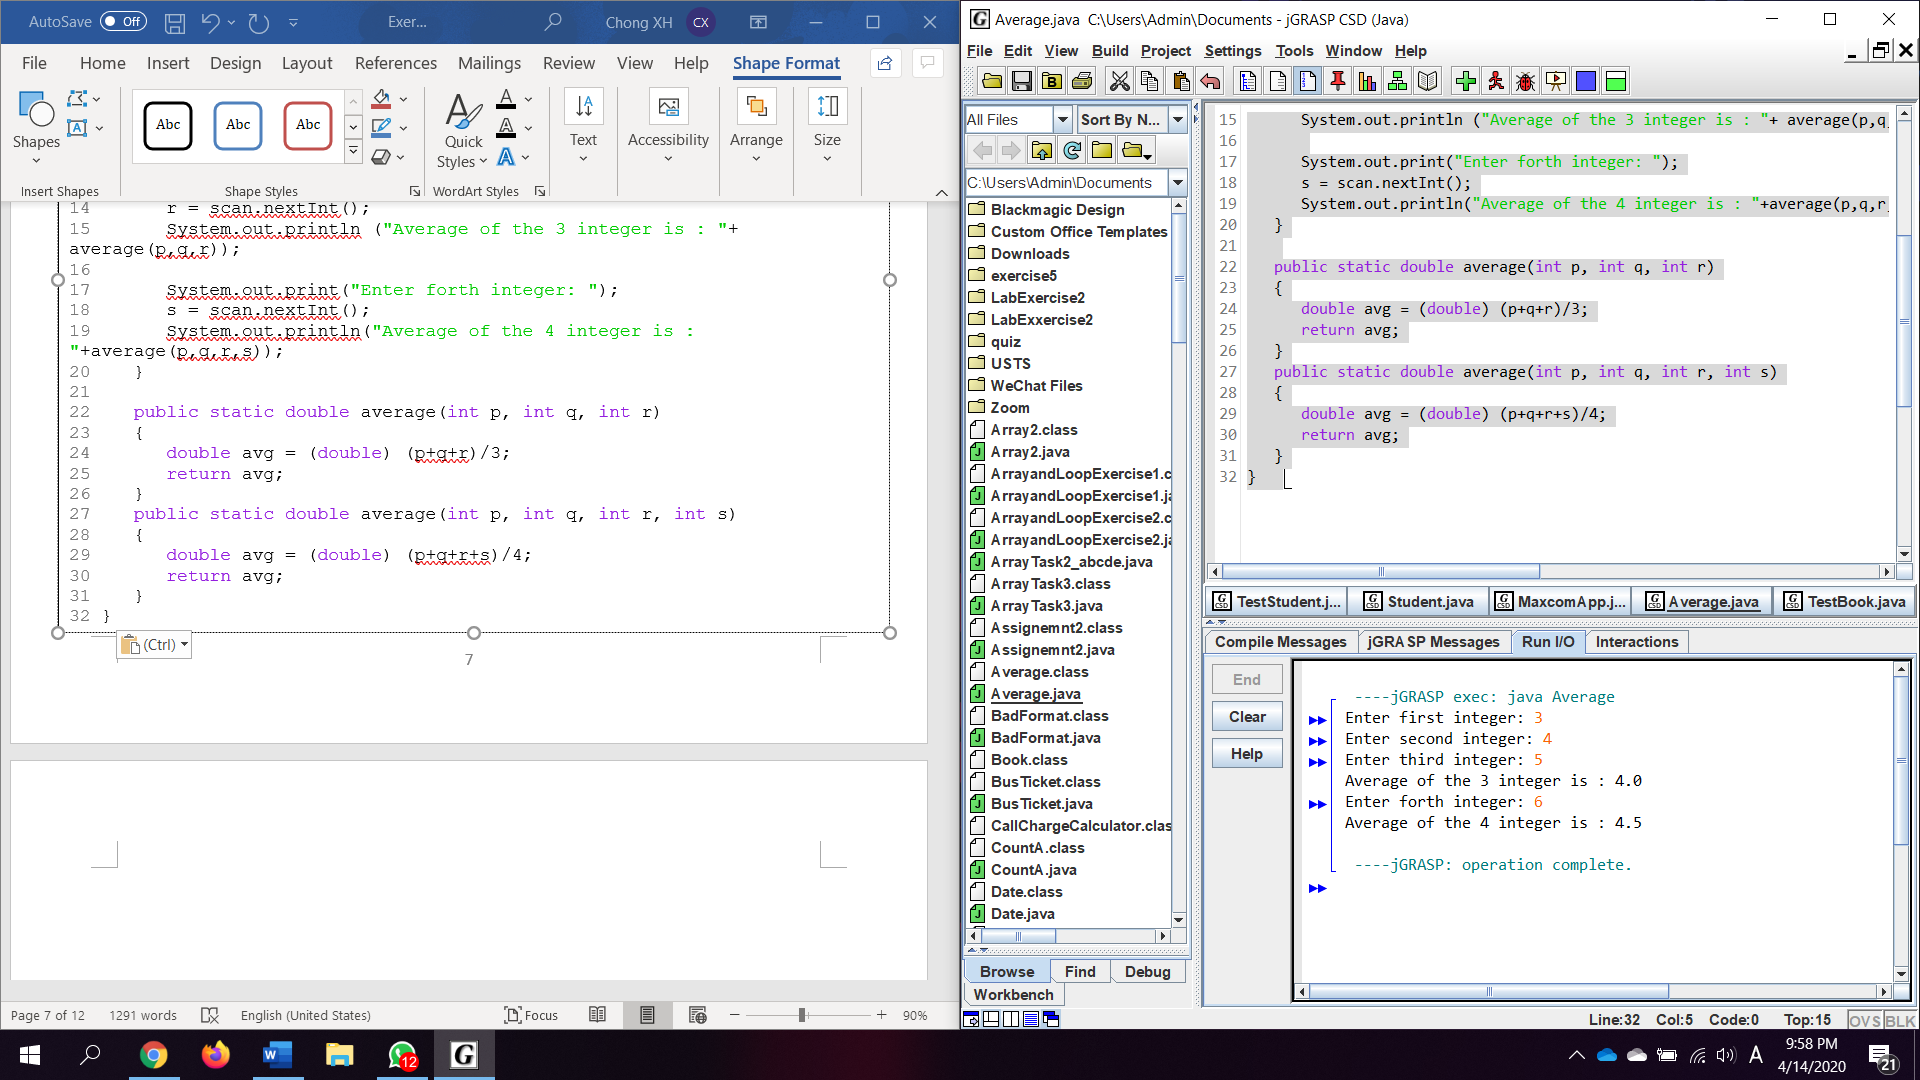 AutoSave Off Exer... Chong XH CX
File Home Insert Design Layout References Mailings Review View Help Shape Format
Shapes Abc Abc Abc Quick Styles Text Accessibility Arrange Size
Insert Shapes Shape Styles WordArt Styles
14 r = scan.nextInt();
15 System.out.println ("Average of the 3 integer is : "+
average(p,q,r));
16
17 System.out.print("Enter forth integer: ");
18 s = scan.nextInt();
19 System.out.println("Average of the 4 integer is :
"+average(p,q,r,s));
20 }
21
22 public static double average(int p, int q, int r)
23 {
24 double avg = (double) (p+q+r)/3;
25 return avg;
26 }
27 public static double average(int p, int q, int r, int s)
28 {
29 double avg = (double) (p+q+r+s)/4;
30 return avg;
31 }
32 }
(Ctrl)
7
Page 7 of 12 1291 words English (United States) Focus 90%
Average.java C:\Users\Admin\Documents - jGRASP CSD (Java)
File Edit View Build Project Settings Tools Window Help
All Files Sort By N...
C:\Users\Admin\Documents
Blackmagic Design
Custom Office Templates
Downloads
exercise5
LabExercise2
LabExxercise2
quiz
USTS
WeChat Files
Zoom
Array2.class
Array2.java
ArrayandLoopExercise1.c
ArrayandLoopExercise1.ja
ArrayandLoopExercise2.c
ArrayandLoopExercise2.ja
ArrayTask2_abcde.java
ArrayTask3.class
ArrayTask3.java
Assignemnt2.class
Assignemnt2.java
Average.class
Average.java
BadFormat.class
BadFormat.java
Book.class
BusTicket.class
BusTicket.java
CallChargeCalculator.clas
CountA.class
CountA.java
Date.class
Date.java
Browse Find Debug
Workbench
15 System.out.println ("Average of the 3 integer is : "+ average(p,q
16
17 System.out.print("Enter forth integer: ");
18 s = scan.nextInt();
19 System.out.println("Average of the 4 integer is : "+average(p,q,r
20 }
21
22 public static double average(int p, int q, int r)
23 {
24 double avg = (double) (p+q+r)/3;
25 return avg;
26 }
27 public static double average(int p, int q, int r, int s)
28 {
29 double avg = (double) (p+q+r+s)/4;
30 return avg;
31 }
32 }
TestStudent.j... Student.java MaxcomApp.j... Average.java TestBook.java
Compile Messages jGRASP Messages Run I/O Interactions
End
Clear
Help
----jGRASP exec: java Average
Enter first integer: 3
Enter second integer: 4
Enter third integer: 5
Average of the 3 integer is : 4.0
Enter forth integer: 6
Average of the 4 integer is : 4.5
----jGRASP: operation complete.
Line:32 Col:5 Code:0 Top:15 OVS BLK
12
A 9:58 PM
4/14/2020
21